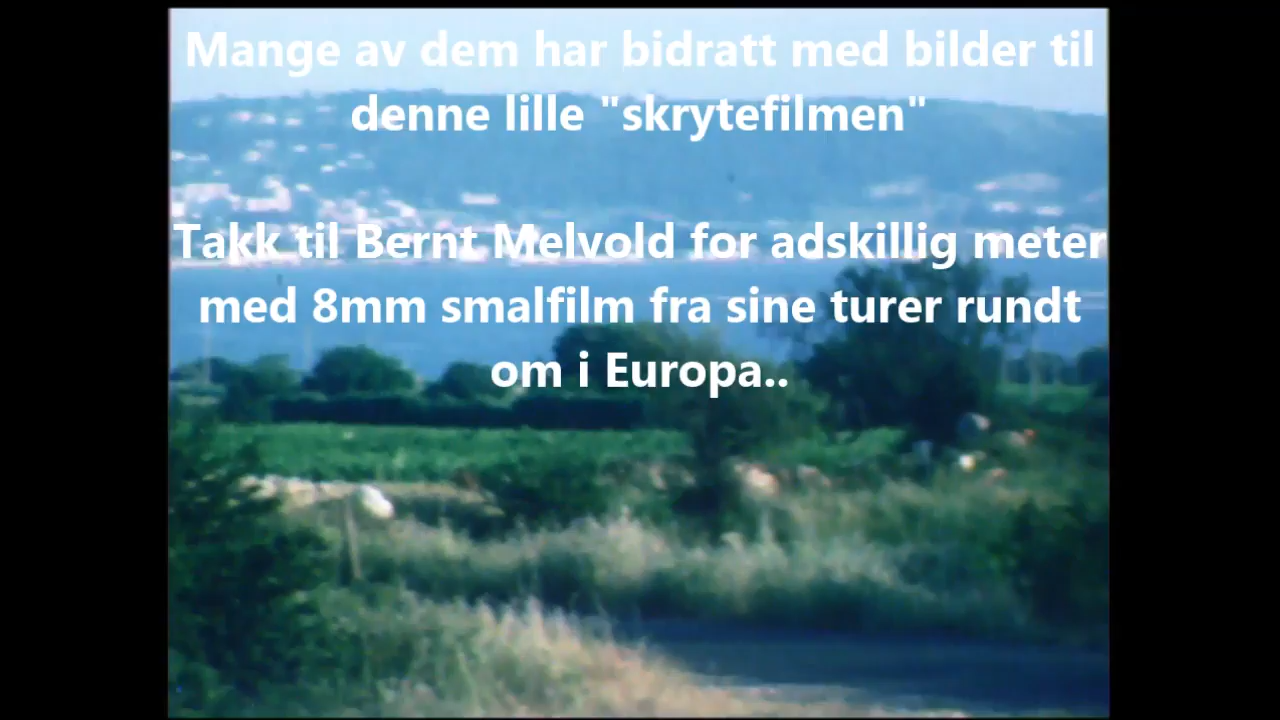 Mange av dem har bidratt med bilder til
denne lille "skrytefilmen"
Takk til Bernt Melvold for adskillig meter
med 8mm smalfilm fra sine turer rundt
om i Europa..